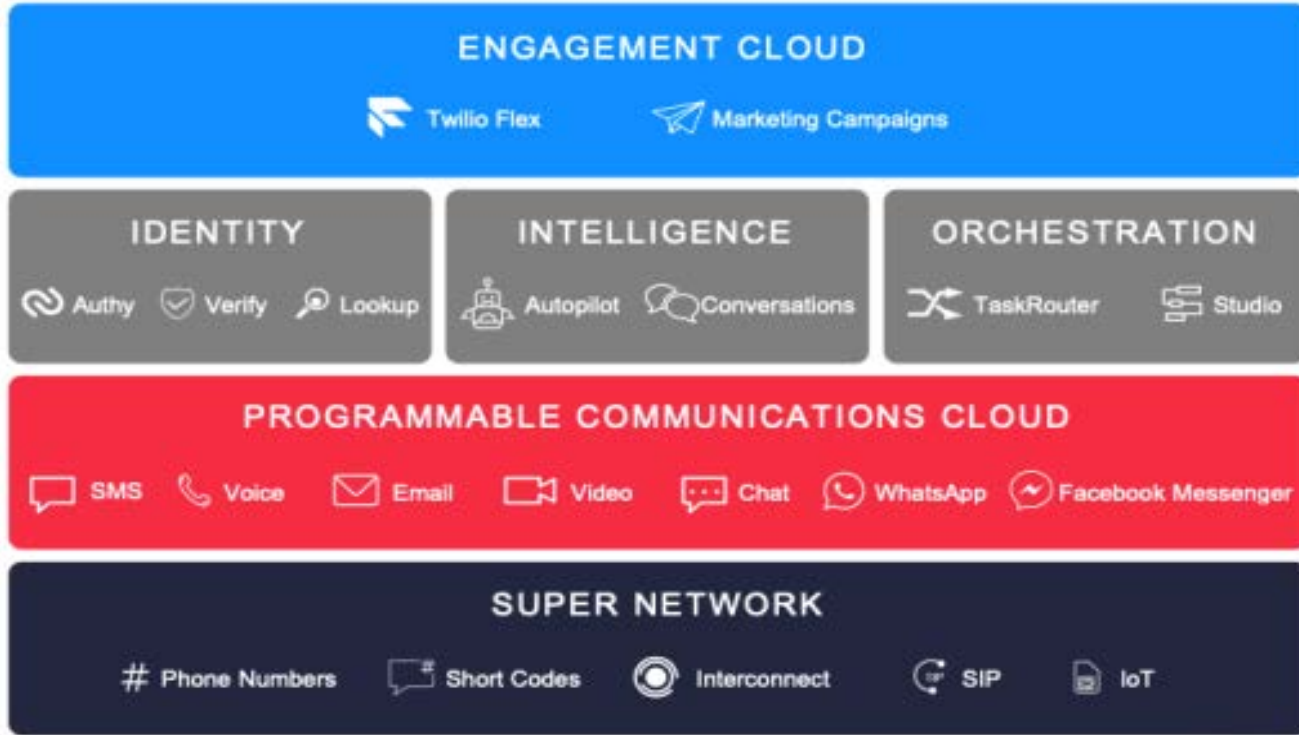 ENGAGEMENT CLOUD
Twilio Flex Marketing Campaigns
IDENTITY
Authy Verify Lookup
INTELLIGENCE
Autopilot Conversations
ORCHESTRATION
TaskRouter Studio
PROGRAMMABLE COMMUNICATIONS CLOUD
SMS Voice Email Video Chat WhatsApp Facebook Messenger
SUPER NETWORK
# Phone Numbers Short Codes Interconnect SIP IoT